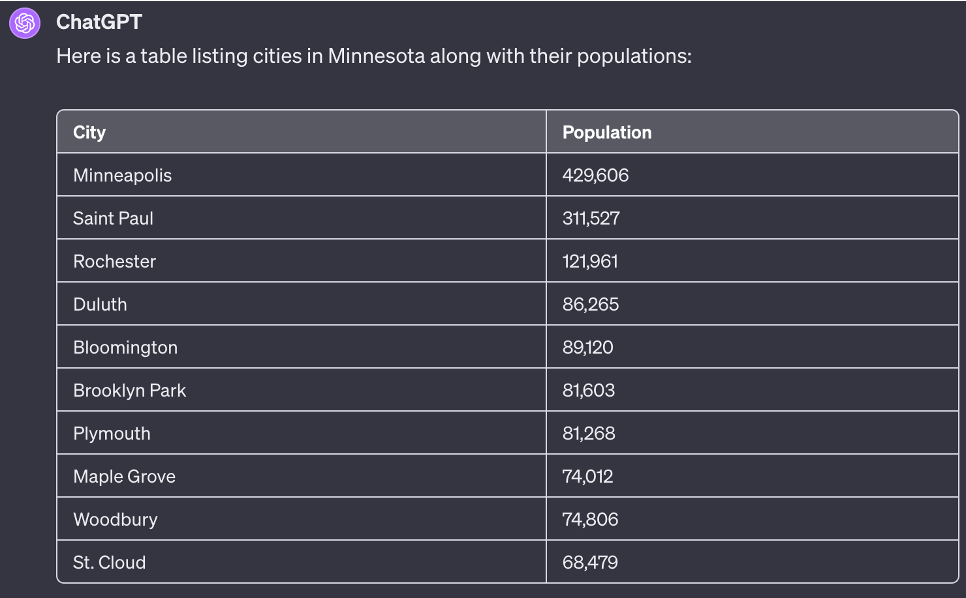 ChatGPT
Here is a table listing cities in Minnesota along with their populations:
City Population
Minneapolis 429,606
Saint Paul 311,527
Rochester 121,961
Duluth 86,265
Bloomington 89,120
Brooklyn Park 81,603
Plymouth 81,268
Maple Grove 74,012
Woodbury 74,806
St. Cloud 68,479